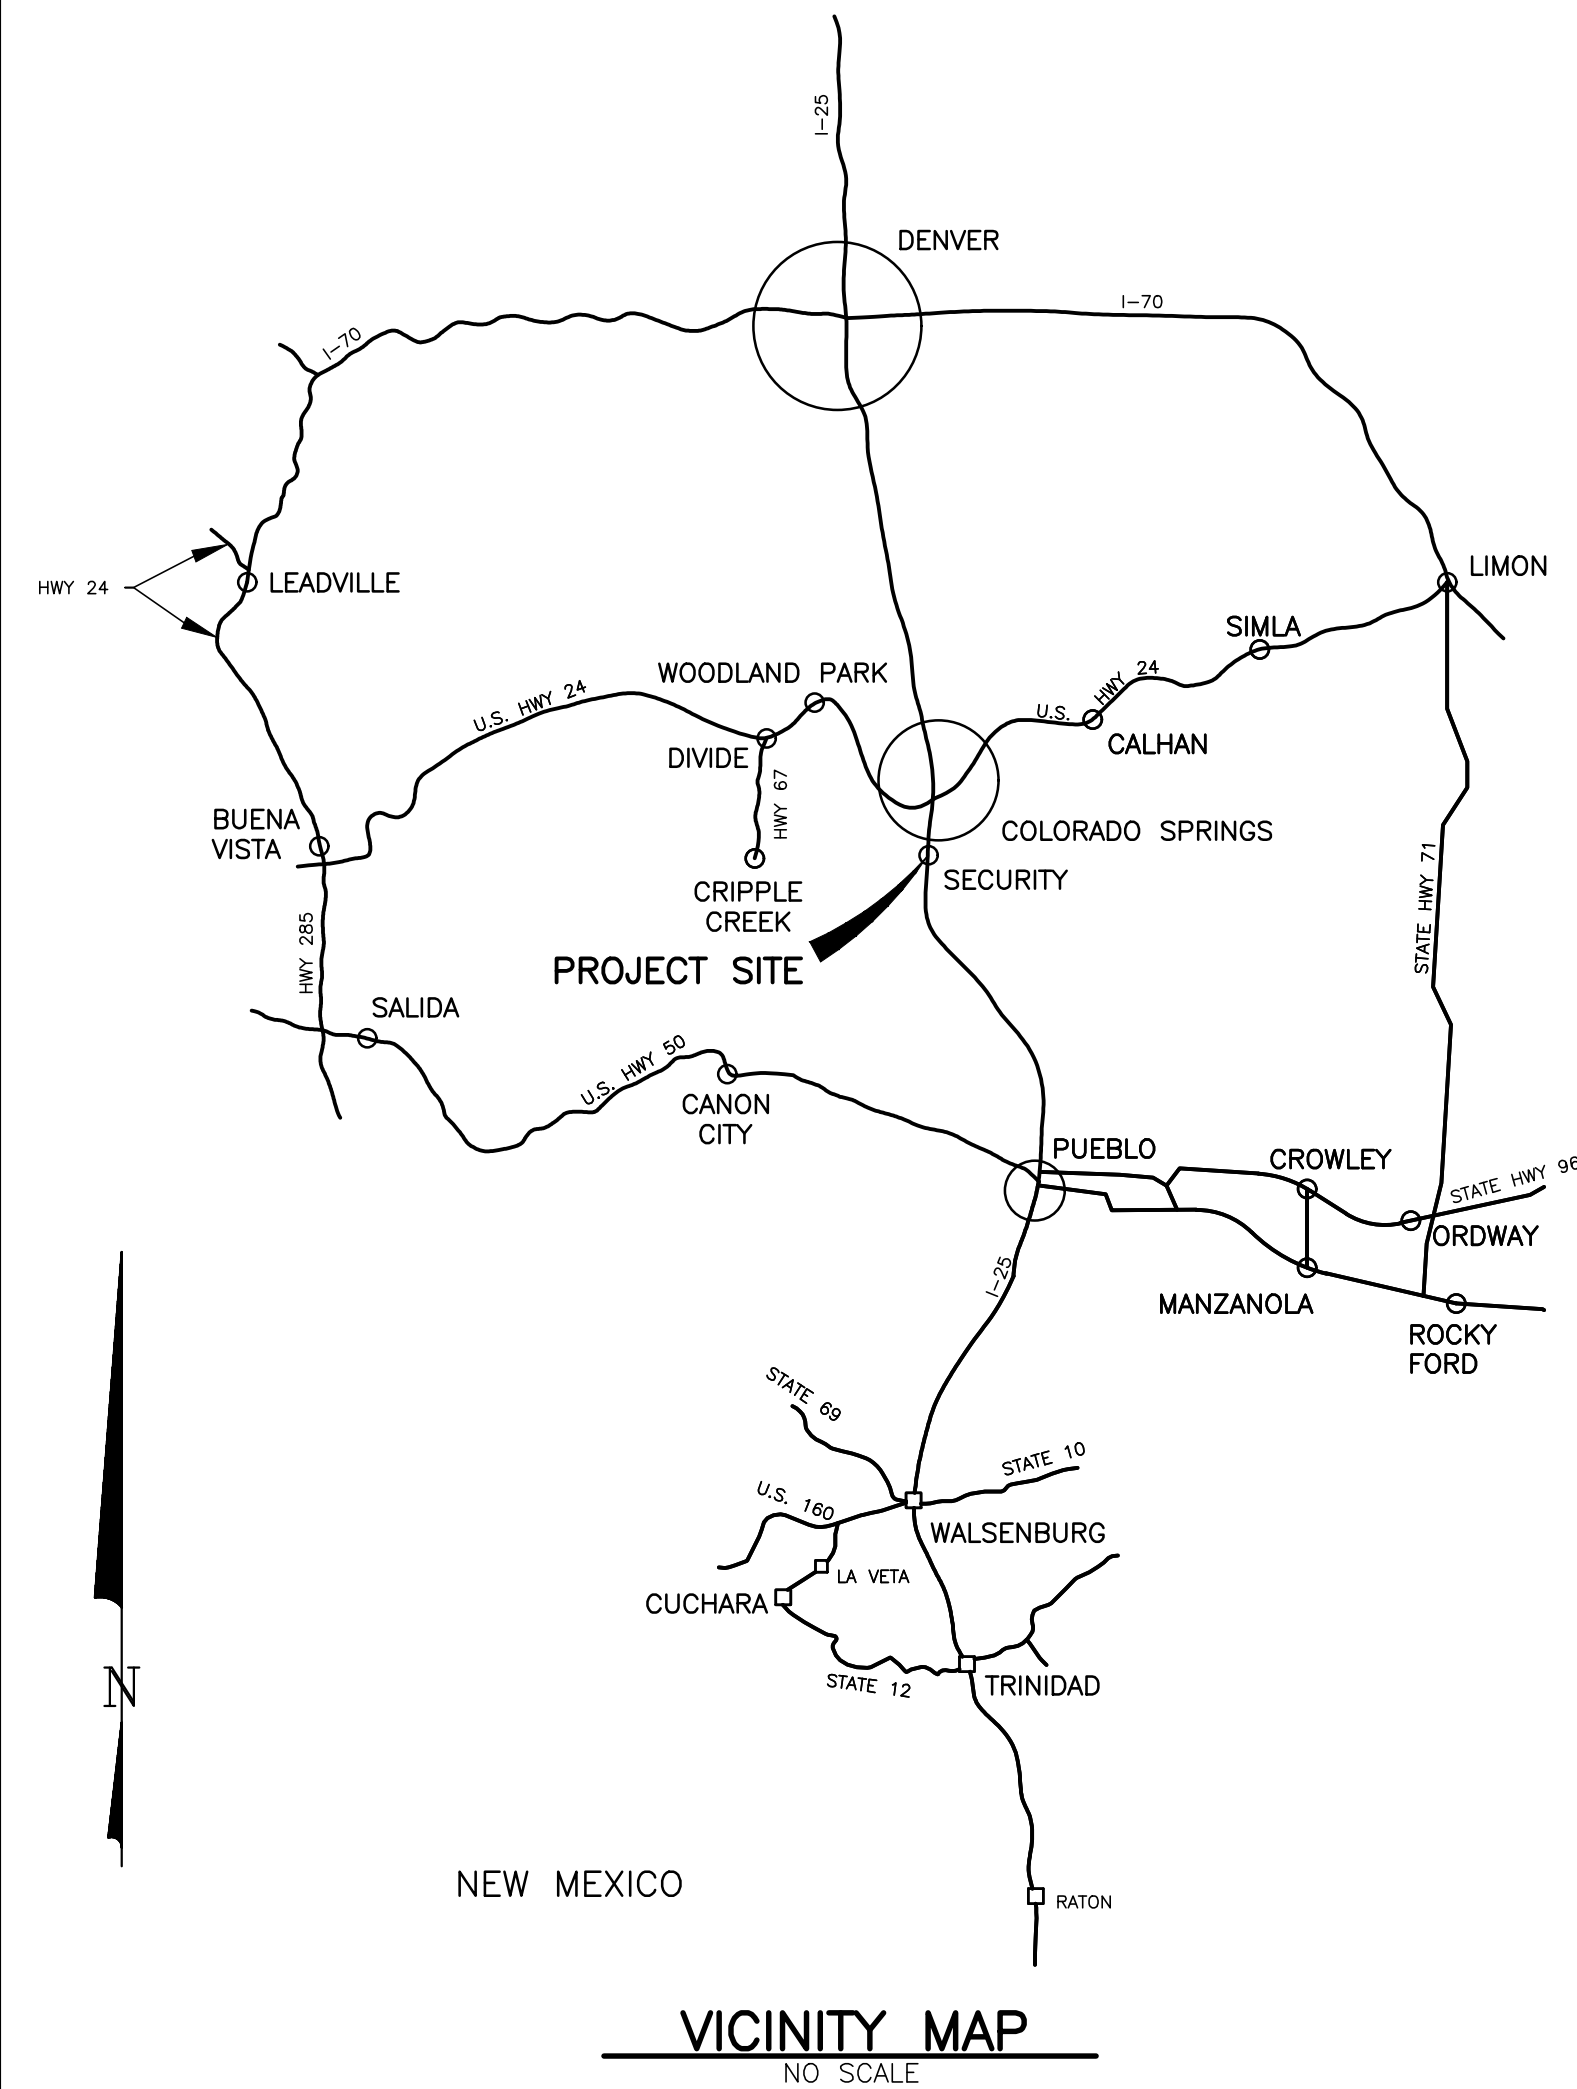 I-25
DENVER
I-70
I-70
HWY 24
LEADVILLE
LIMON
SIMLA
WOODLAND PARK
HWY 24
U.S. HWY 24
U.S.
CALHAN
DIVIDE
HWY 67
BUENA
VISTA
COLORADO SPRINGS
STATE HWY 71
SECURITY
CRIPPLE
CREEK
HWY 285
PROJECT SITE
SALIDA
U.S. HWY 50
CANON
CITY
PUEBLO
CROWLEY
STATE HWY 96
ORDWAY
I-25
MANZANOLA
ROCKY
FORD
STATE 69
STATE 10
U.S. 160
WALSENBURG
LA VETA
CUCHARA
STATE 12
TRINIDAD
N
NEW MEXICO
RATON
VICINITY MAP
NO SCALE